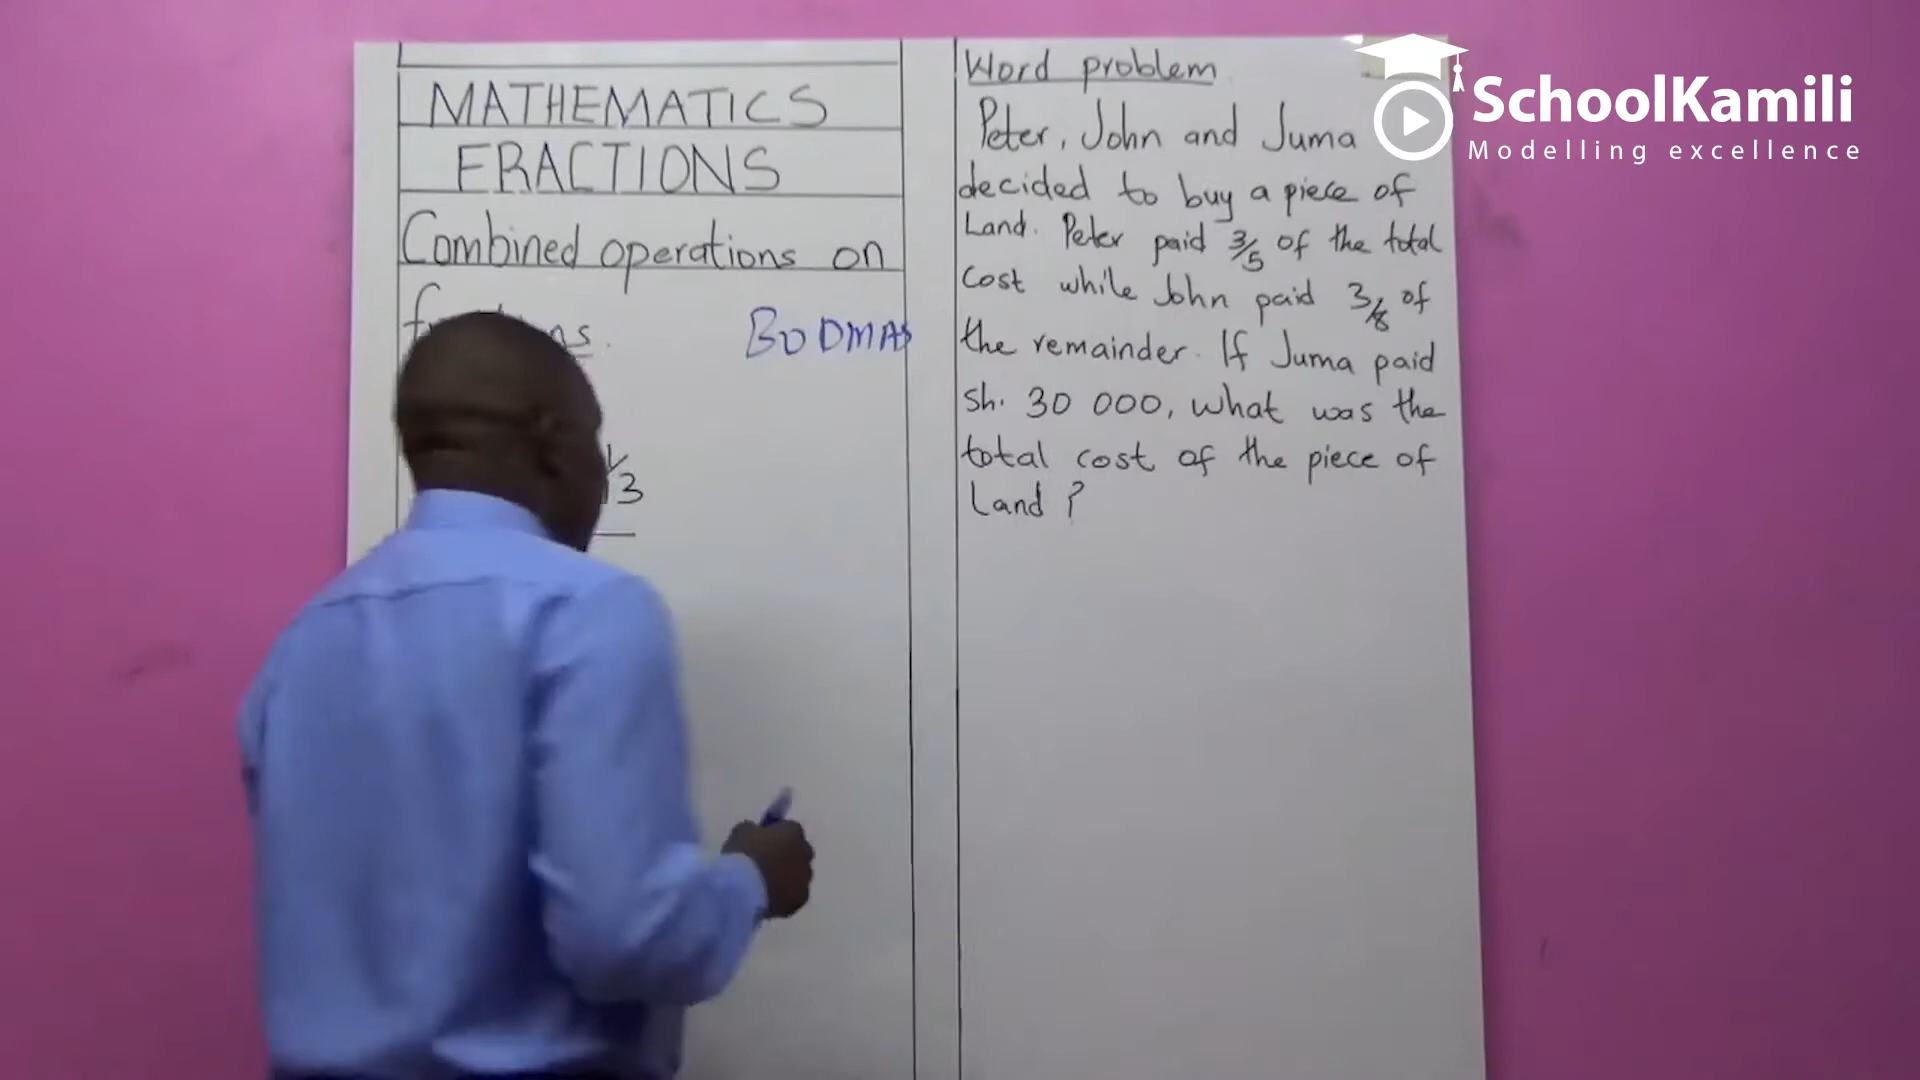 MATHEMATICS
FRACTIONS
Combined operations on
BODMAS
1/3
Word problem
Peter, John and Juma
decided to buy a piece of
Land. Peter paid 3/5 of the total
cost while John paid 3/8 of
the remainder. If Juma paid
sh. 30 000, what was the
total cost of the piece of
Land ?
SchoolKamili
Modelling excellence